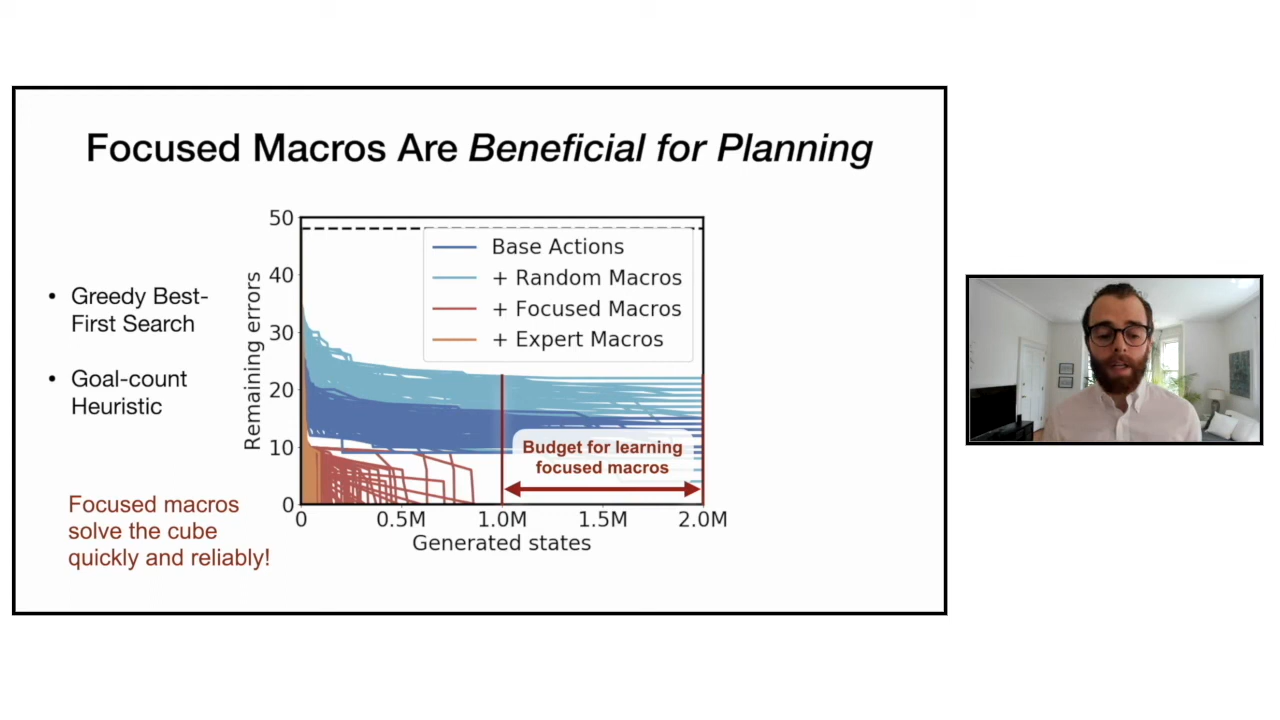 Focused Macros Are Beneficial for Planning
• Greedy Best-
First Search
• Goal-count
Heuristic
Focused macros
solve the cube
quickly and reliably!
Remaining errors
50
40
30
20
10
0
Base Actions
+ Random Macros
+ Focused Macros
+ Expert Macros
Budget for learning
focused macros
0 0.5M 1.0M 1.5M 2.0M
Generated states